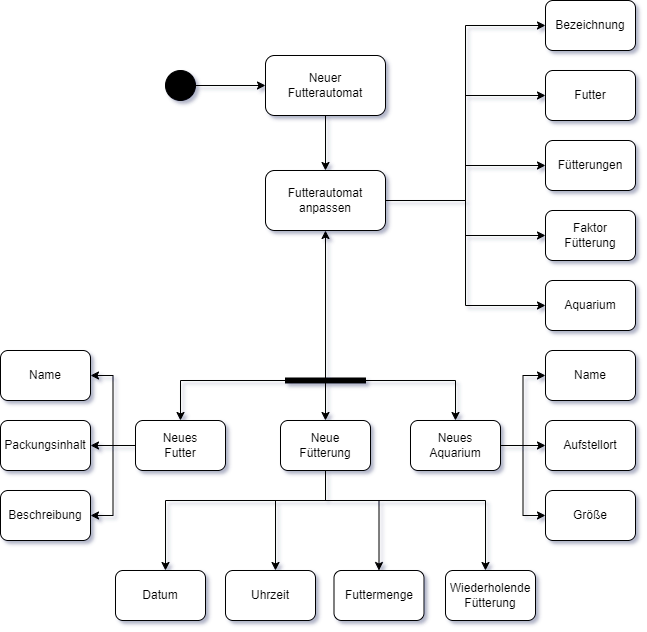 Bezeichnung
Neuer
Futterautomat
Futter
Futterautomat
anpassen
Fütterungen
Faktor
Fütterung
Aquarium
Name
Name
Packungsinhalt
Neues
Futter
Neue
Fütterung
Neues
Aquarium
Aufstellort
Beschreibung
Größe
Datum
Uhrzeit
Futtermenge
Wiederholende
Fütterung